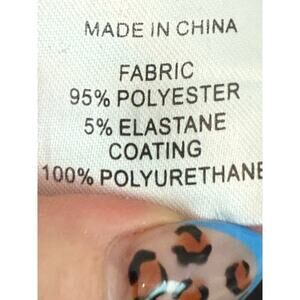 MADE IN CHINA
FABRIC
95% POLYESTER
5% ELASTANE
COATING
100% POLYURETHANE